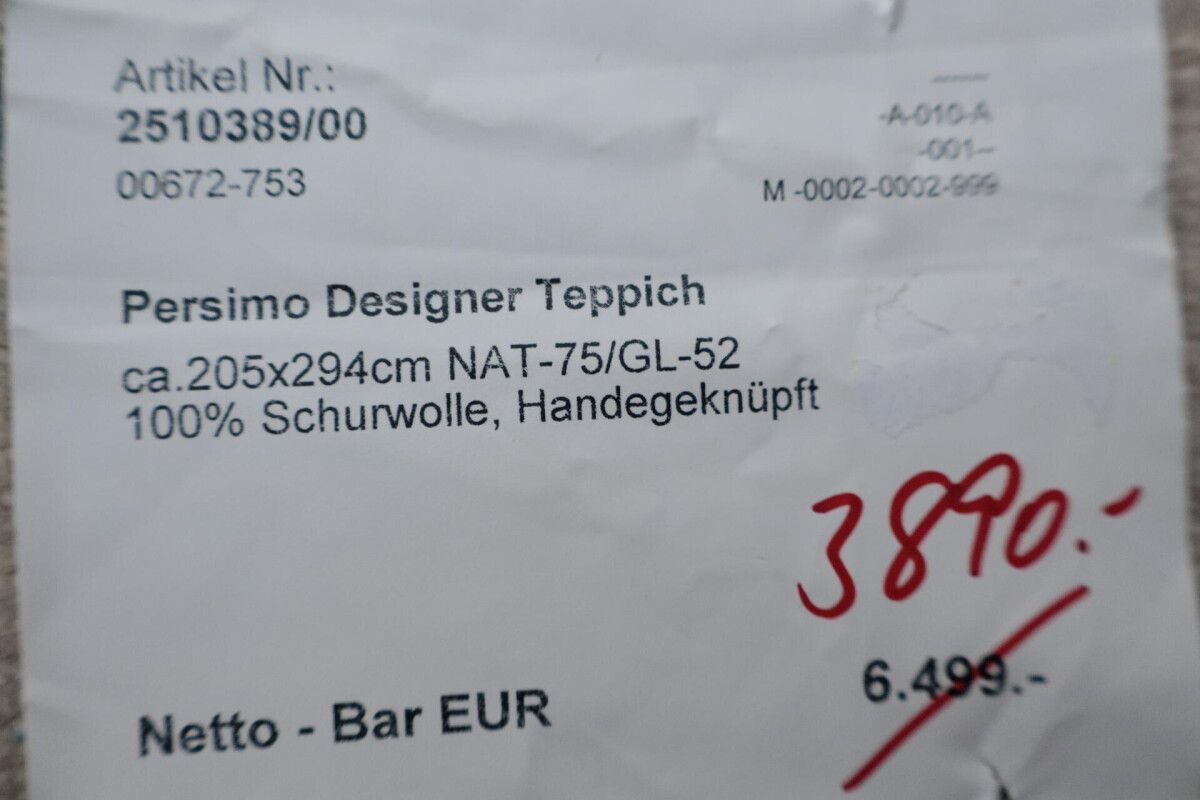 Artikel Nr.:
2510389/00
00672-753
-A-010-A
-001--
M -0002-0002-999
Persimo Designer Teppich
ca.205x294cm NAT-75/GL-52
100% Schurwolle, Handegeknüpft
3890.-
6.499.-
Netto - Bar EUR